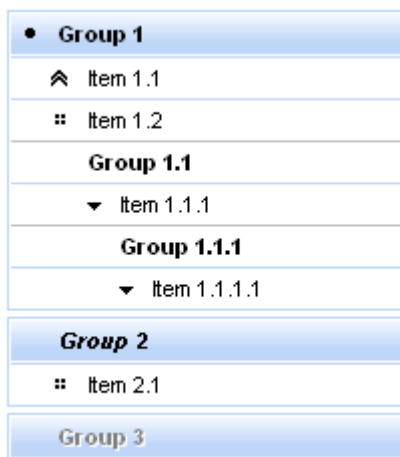 Group 1
Item 1.1
Item 1.2
Group 1.1
Item 1.1.1
Group 1.1.1
Item 1.1.1.1
Group 2
Item 2.1
Group 3